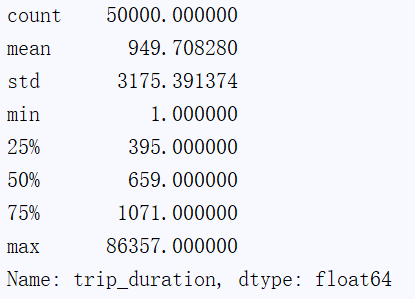 count    50000.000000
mean       949.708280
std       3175.391374
min          1.000000
25%        395.000000
50%        659.000000
75%       1071.000000
max      86357.000000
Name: trip_duration, dtype: float64